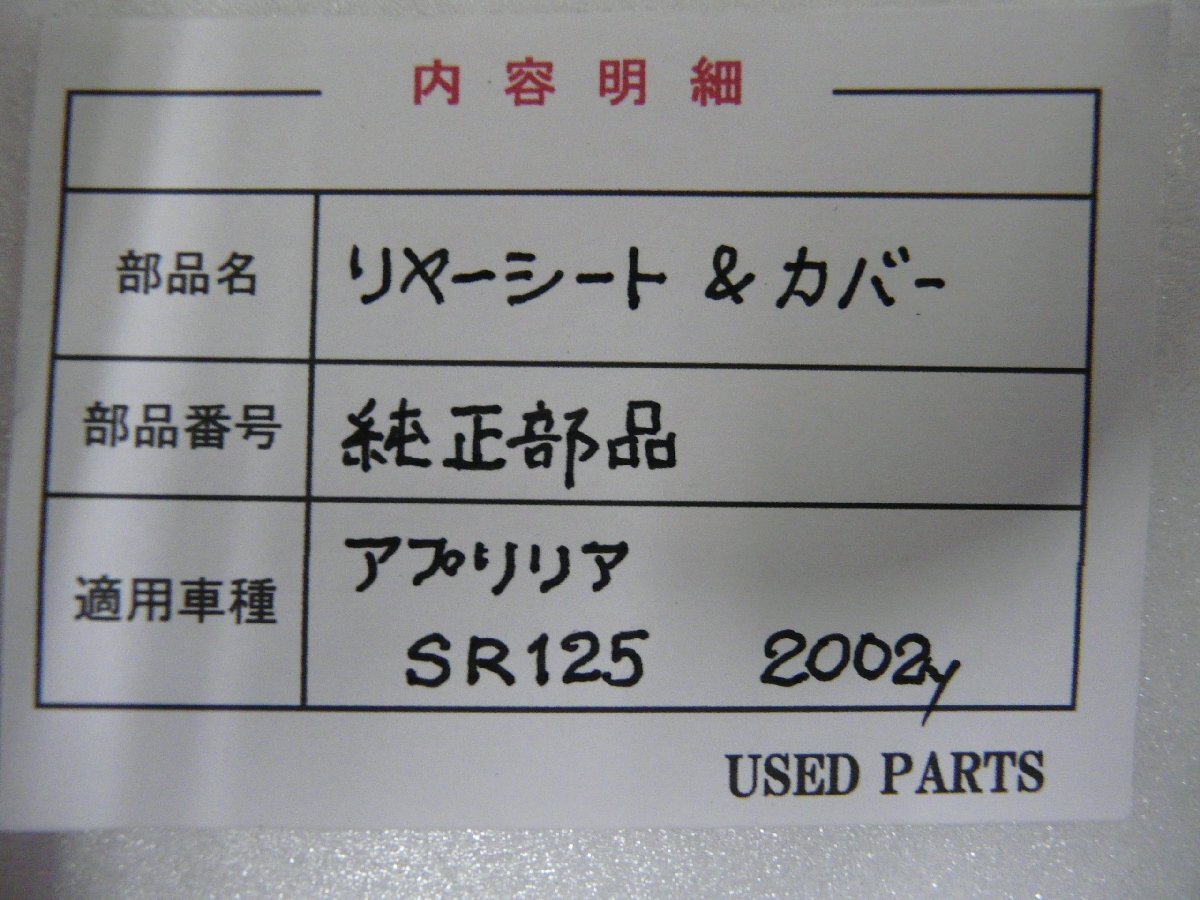 内容明細
部品名 リヤーシート & カバー
部品番号 純正部品
適用車種 アプリリア
SR125 2002y
USED PARTS